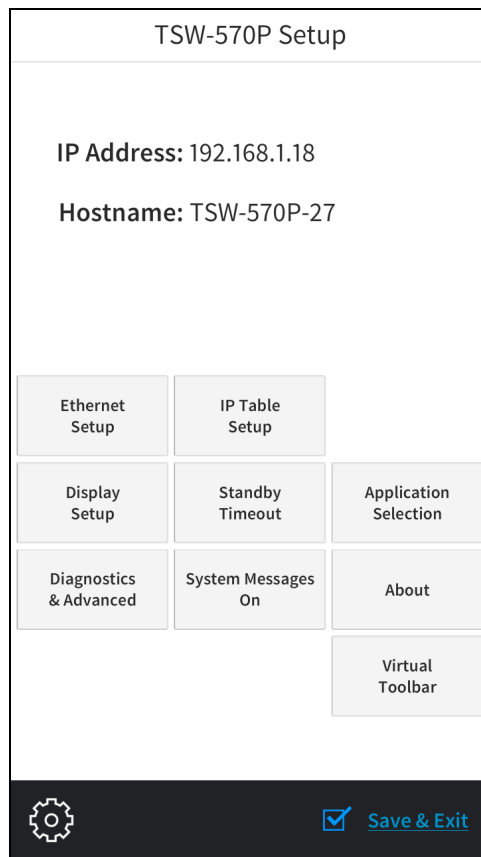 TSW-570P Setup
IP Address: 192.168.1.18
Hostname: TSW-570P-27
Ethernet
Setup
IP Table
Setup
Display
Setup
Standby
Timeout
Application
Selection
Diagnostics
& Advanced
System Messages
On
About
Virtual
Toolbar
Save & Exit